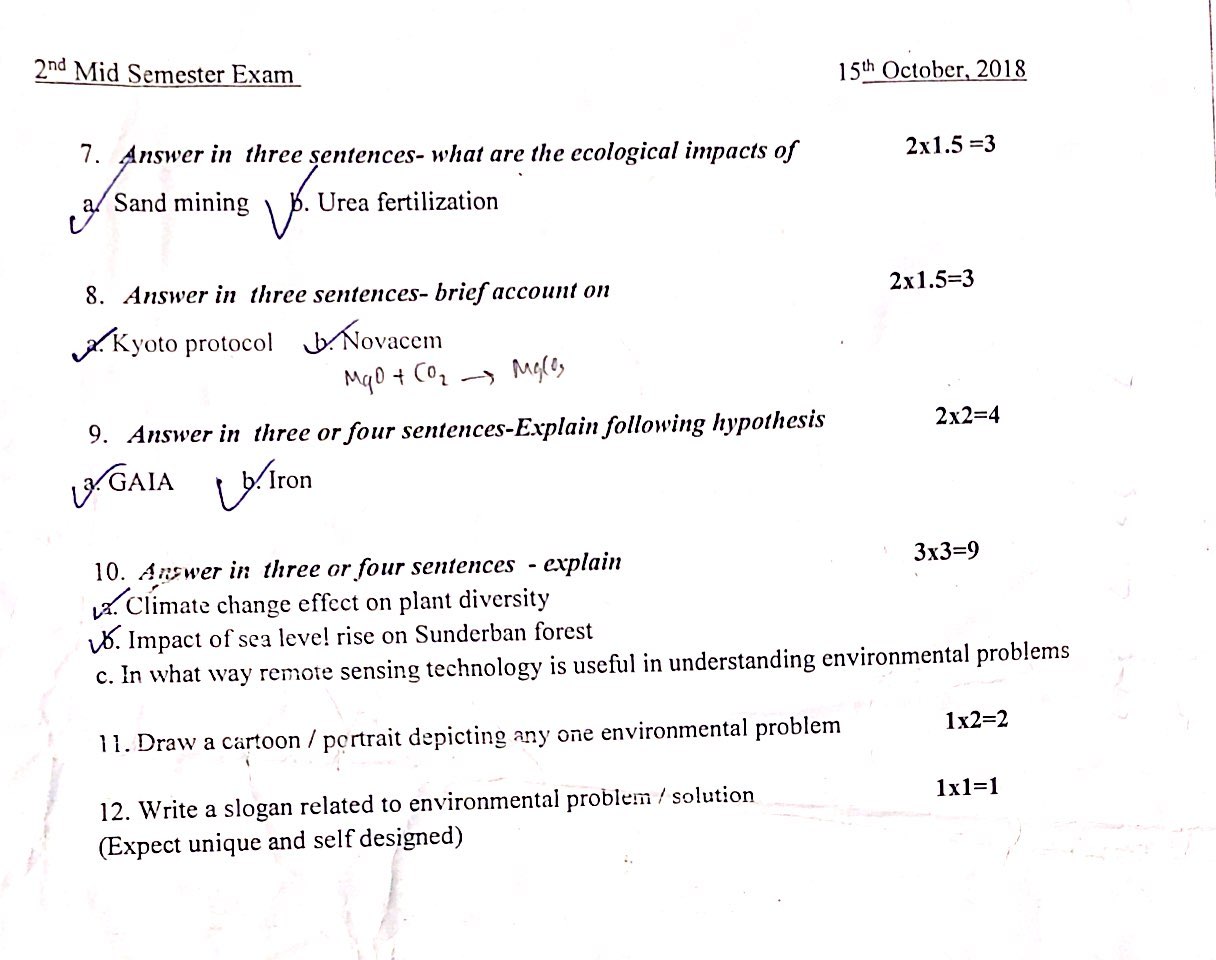 2nd Mid Semester Exam 15th October, 2018
7. Answer in three sentences- what are the ecological impacts of 2x1.5 =3
a. Sand mining b. Urea fertilization
8. Answer in three sentences- brief account on 2x1.5=3
a. Kyoto protocol b. Novacem
MgO + CO2 → MgCO3
9. Answer in three or four sentences-Explain following hypothesis 2x2=4
a. GAIA b. Iron
10. Answer in three or four sentences - explain 3x3=9
a. Climate change effect on plant diversity
b. Impact of sea level rise on Sunderban forest
c. In what way remote sensing technology is useful in understanding environmental problems
11. Draw a cartoon / portrait depicting any one environmental problem 1x2=2
12. Write a slogan related to environmental problem / solution 1x1=1
(Expect unique and self designed)